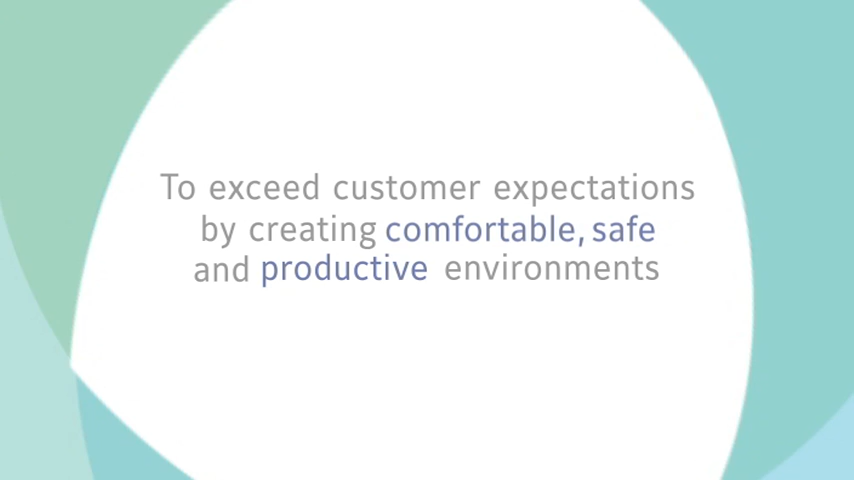 To exceed customer expectations
by creating comfortable, safe
and productive environments